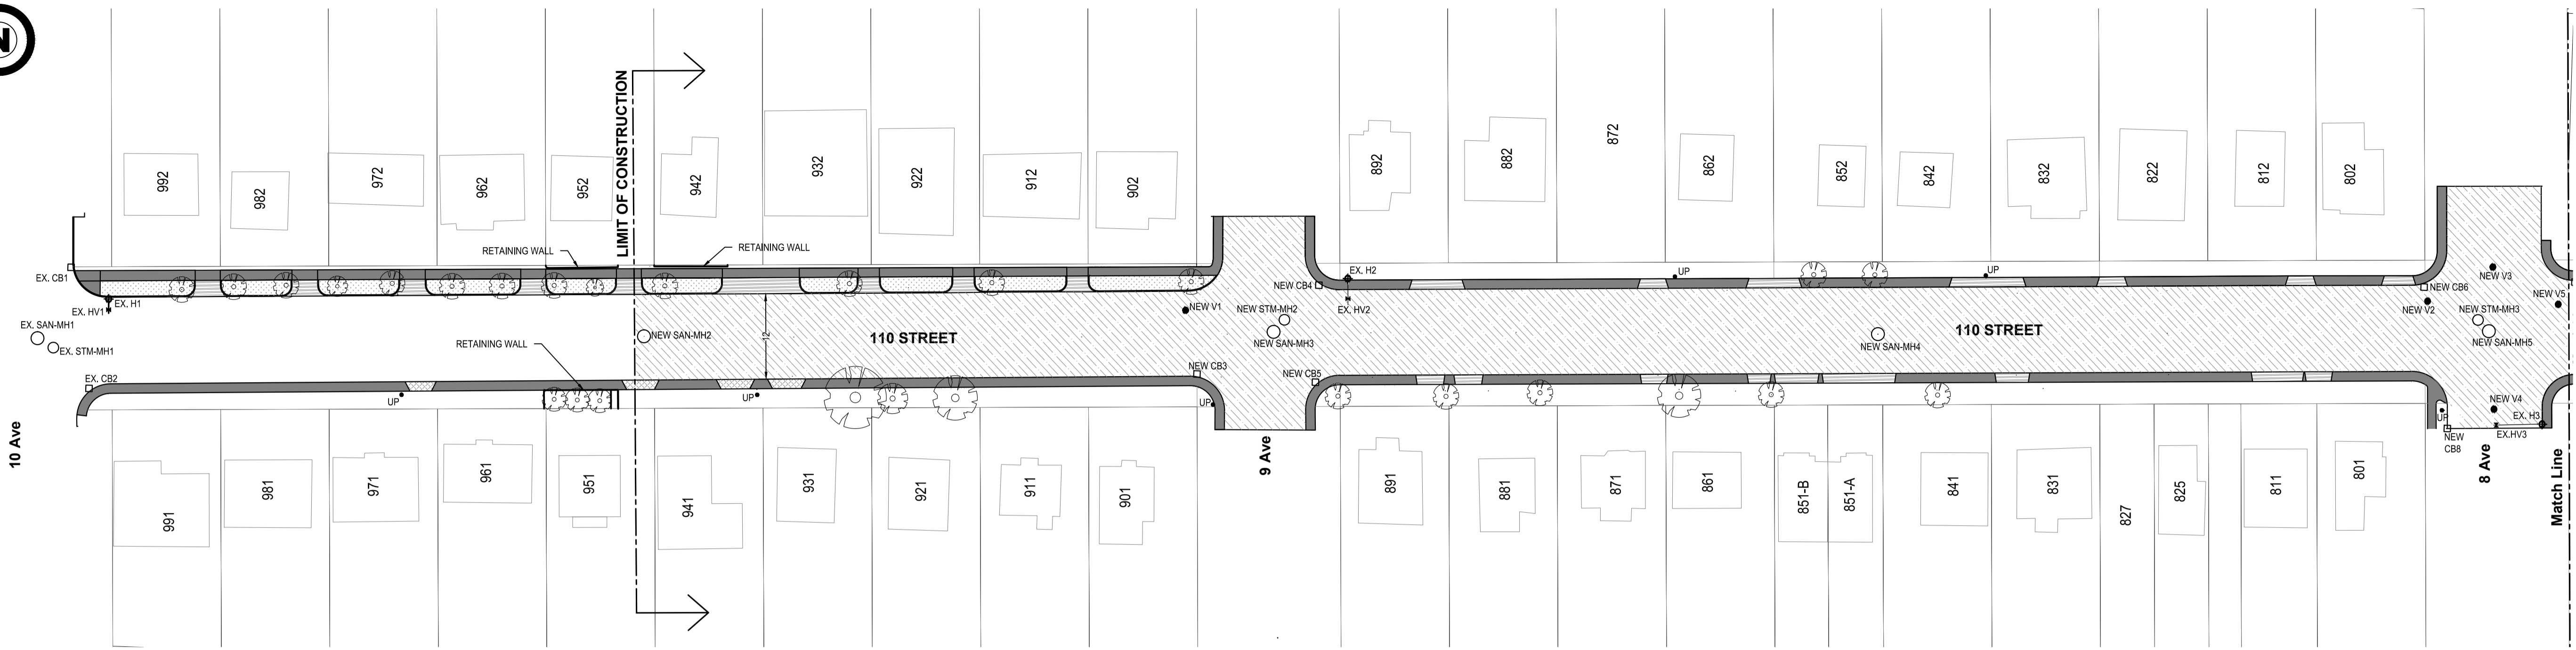 N
LIMIT OF CONSTRUCTION
992
982
972
962
952
942
932
922
912
902
892
882
872
862
852
842
832
822
812
802
RETAINING WALL
RETAINING WALL
EX. CB1
EX. H1
EX. HV1
EX. SAN-MH1
EX. STM-MH1
EX. CB2
10 Ave
RETAINING WALL
UP
NEW SAN-MH2
12
110 STREET
UP
NEW V1
NEW CB3
UP
NEW CB4
NEW STM-MH2
NEW SAN-MH3
NEW CB5
9 Ave
EX. H2
EX. HV2
UP
UP
NEW SAN-MH4
110 STREET
NEW V3
NEW CB6
NEW V2
NEW V5
NEW STM-MH3
NEW SAN-MH5
NEW V4
EX. H3
UP
NEW
CB8
EX.HV3
8 Ave
Match Line
991
981
971
961
951
941
931
921
911
901
891
881
871
861
851-B
851-A
841
831
827
825
811
801